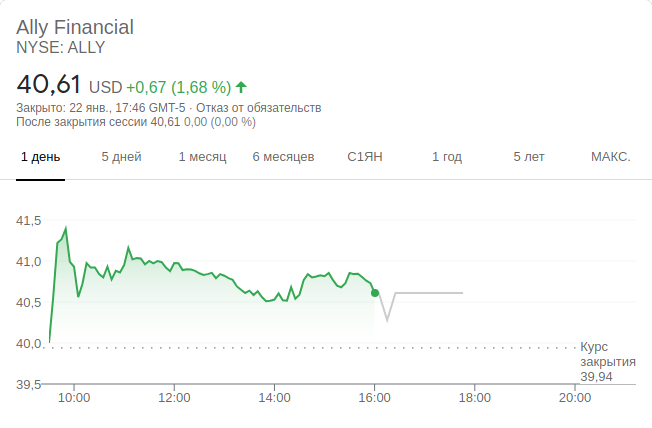 Ally Financial
NYSE: ALLY
40,61 USD +0,67 (1,68 %)
Закрыто: 22 янв., 17:46 GMT-5 · Отказ от обязательств
После закрытия сессии 40,61 0,00 (0,00 %)
1 день 5 дней 1 месяц 6 месяцев С1ЯН 1 год 5 лет МАКС.
41,5
41,0
40,5
40,0
Курс
закрытия
39,94
39,5
10:00 12:00 14:00 16:00 18:00 20:00